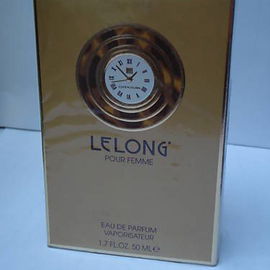 LELONG
POUR FEMME
EAU DE PARFUM
VAPORISATEUR
1.7 FL.OZ. 50 ML e